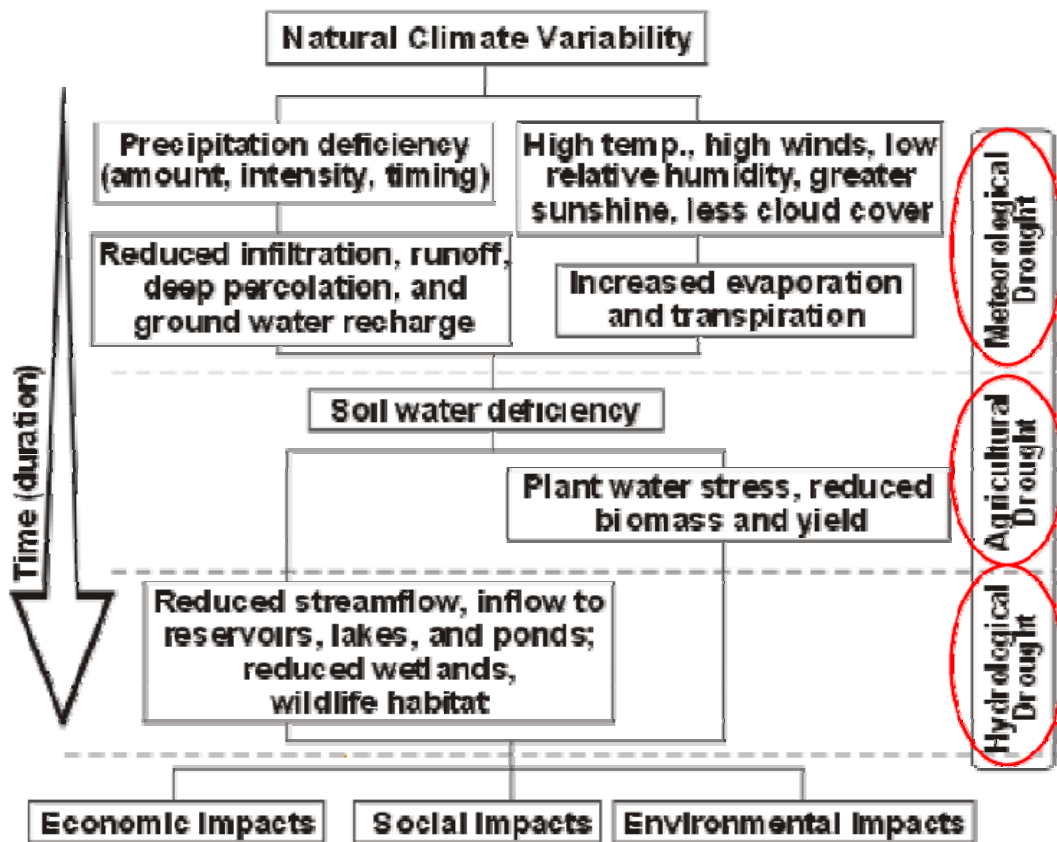 Natural Climate Variability
Precipitation deficiency
(amount, intensity, timing)
High temp., high winds, low
relative humidity, greater
sunshine, less cloud cover
Reduced infiltration, runoff,
deep percolation, and
ground water recharge
Increased evaporation
and transpiration
Meteorological
Drought
Soil water deficiency
Plant water stress, reduced
biomass and yield
Agricultural
Drought
Time (duration)
Reduced streamflow, inflow to
reservoirs, lakes, and ponds;
reduced wetlands,
wildlife habitat
Hydrological
Drought
Economic Impacts
Social Impacts
Environmental Impacts